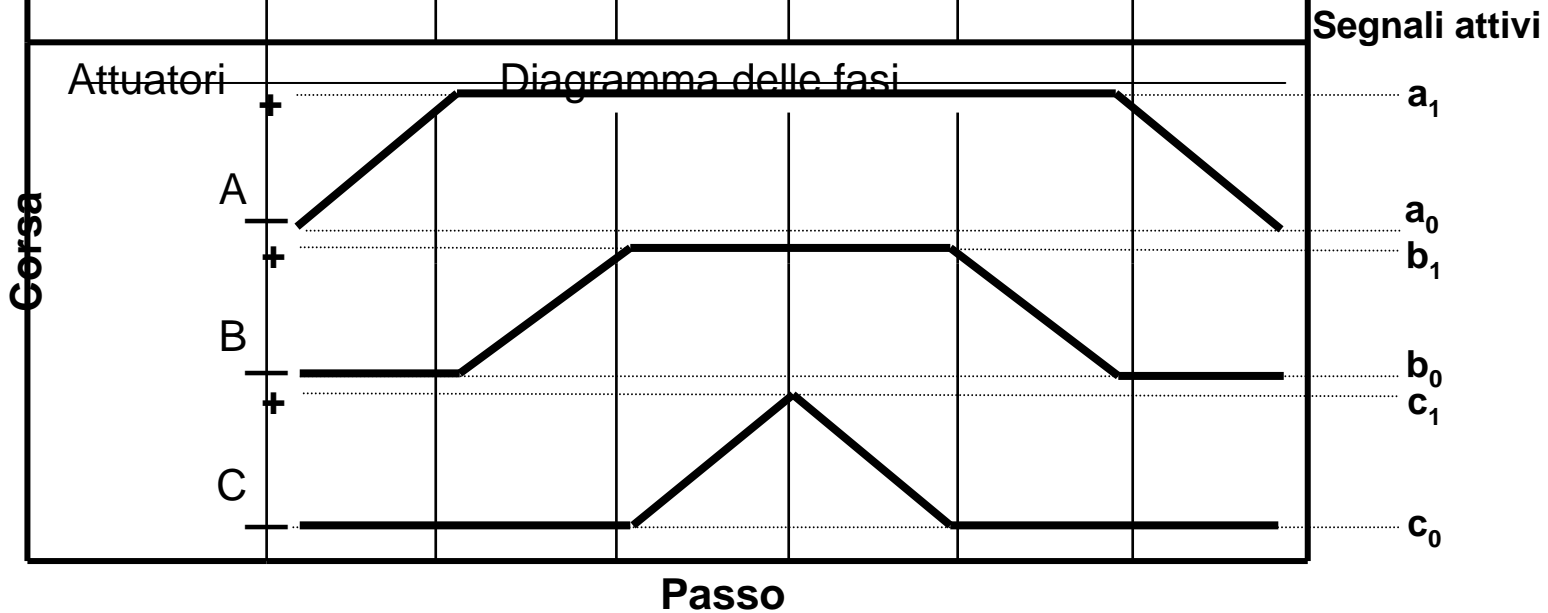 Segnali attivi
Attuatori Diagramma delle fasi
+ a₁
A
Corsa
— a₀
+ b₁
B
— b₀
+ c₁
C
— c₀
Passo